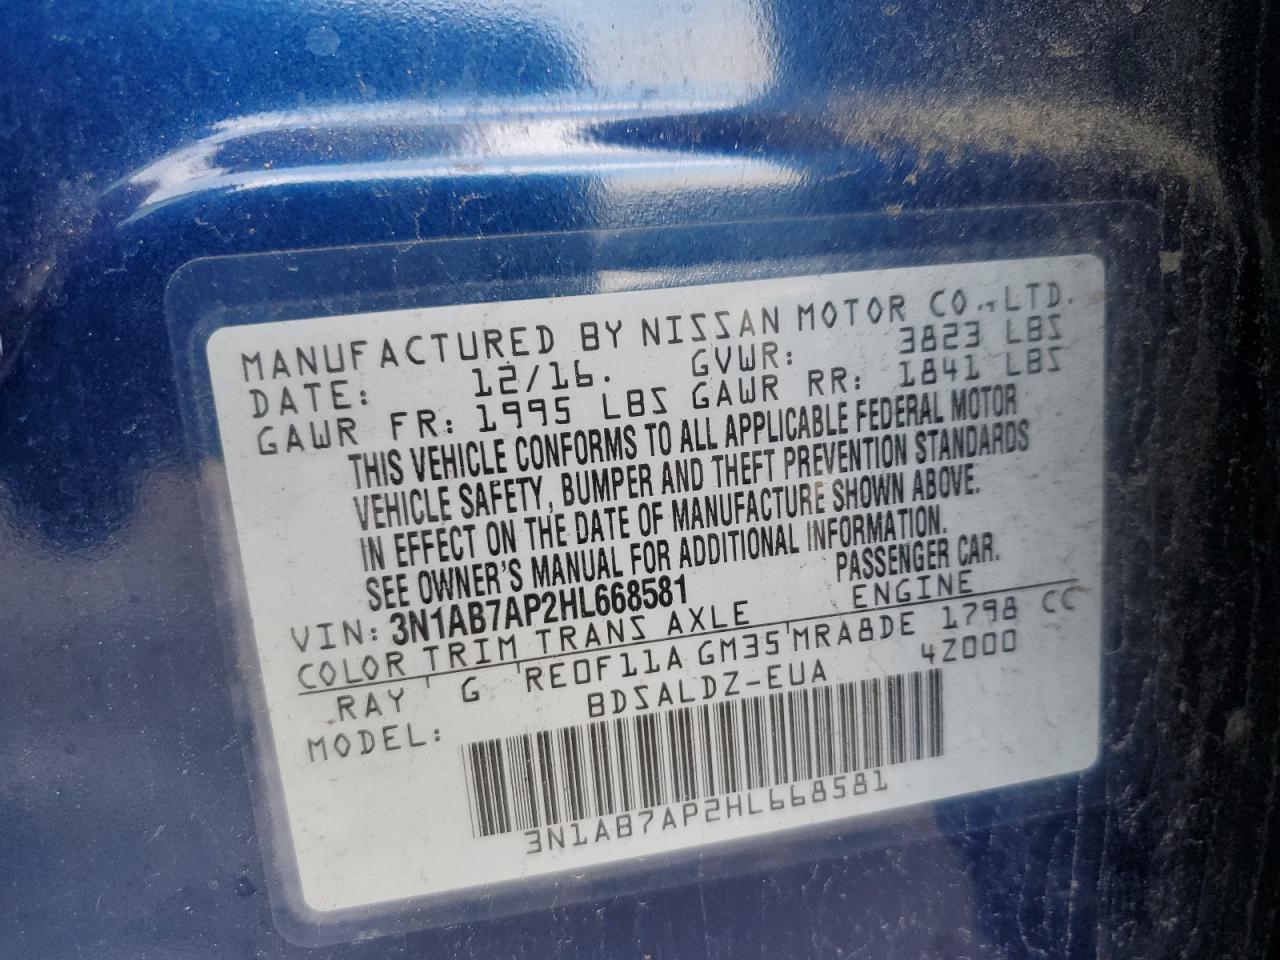 MANUFACTURED BY NISSAN MOTOR CO.,LTD.
DATE: 12/16. GVWR: 3823 LBS
GAWR FR: 1995 LBS GAWR RR: 1841 LBS
THIS VEHICLE CONFORMS TO ALL APPLICABLE FEDERAL MOTOR
VEHICLE SAFETY, BUMPER AND THEFT PREVENTION STANDARDS
IN EFFECT ON THE DATE OF MANUFACTURE SHOWN ABOVE.
SEE OWNER'S MANUAL FOR ADDITIONAL INFORMATION.
VIN: 3N1AB7AP2HL668581 PASSENGER CAR.
COLOR TRIM TRANS AXLE ENGINE
RAY G RE0F11A GM35 MRA8DE 1798 CC
MODEL: BDSALDZ-EUA 4Z000
3N1AB7AP2HL668581